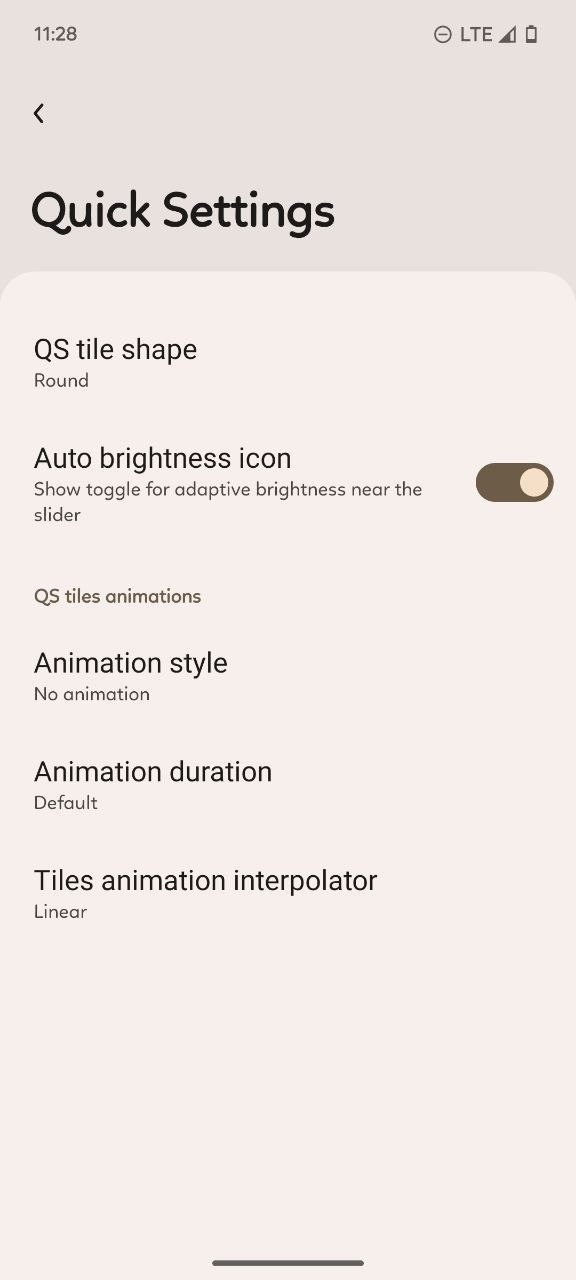 11:28
LTE
Quick Settings
QS tile shape
Round
Auto brightness icon
Show toggle for adaptive brightness near the
slider
QS tiles animations
Animation style
No animation
Animation duration
Default
Tiles animation interpolator
Linear